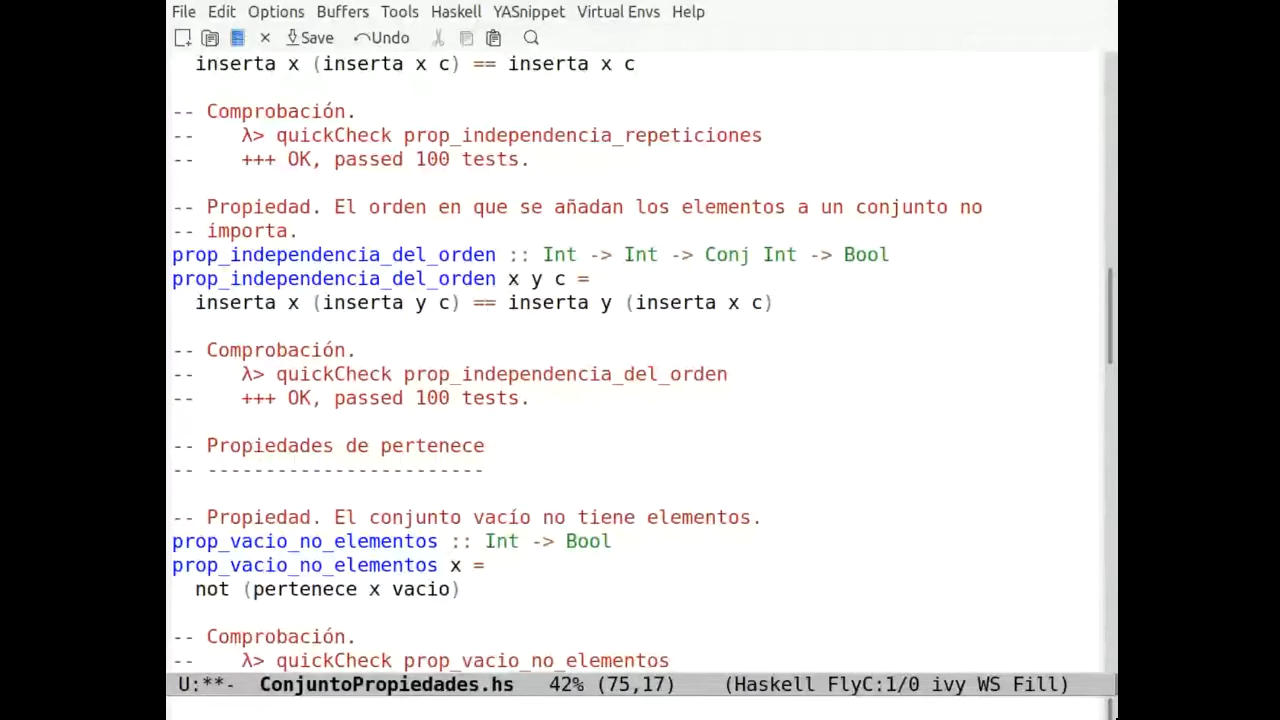 File Edit Options Buffers Tools Haskell YASnippet Virtual Envs Help
Save Undo
inserta x (inserta x c) == inserta x c
-- Comprobación.
--    λ> quickCheck prop_independencia_repeticiones
--    +++ OK, passed 100 tests.
-- Propiedad. El orden en que se añadan los elementos a un conjunto no
-- importa.
prop_independencia_del_orden :: Int -> Int -> Conj Int -> Bool
prop_independencia_del_orden x y c =
inserta x (inserta y c) == inserta y (inserta x c)
-- Comprobación.
--    λ> quickCheck prop_independencia_del_orden
--    +++ OK, passed 100 tests.
-- Propiedades de pertenece
-- ------------------------
-- Propiedad. El conjunto vacío no tiene elementos.
prop_vacio_no_elementos :: Int -> Bool
prop_vacio_no_elementos x =
not (pertenece x vacio)
-- Comprobación.
--    λ> quickCheck prop_vacio_no_elementos
U:**-  ConjuntoPropiedades.hs   42% (75,17)    (Haskell FlyC:1/0 ivy WS Fill)